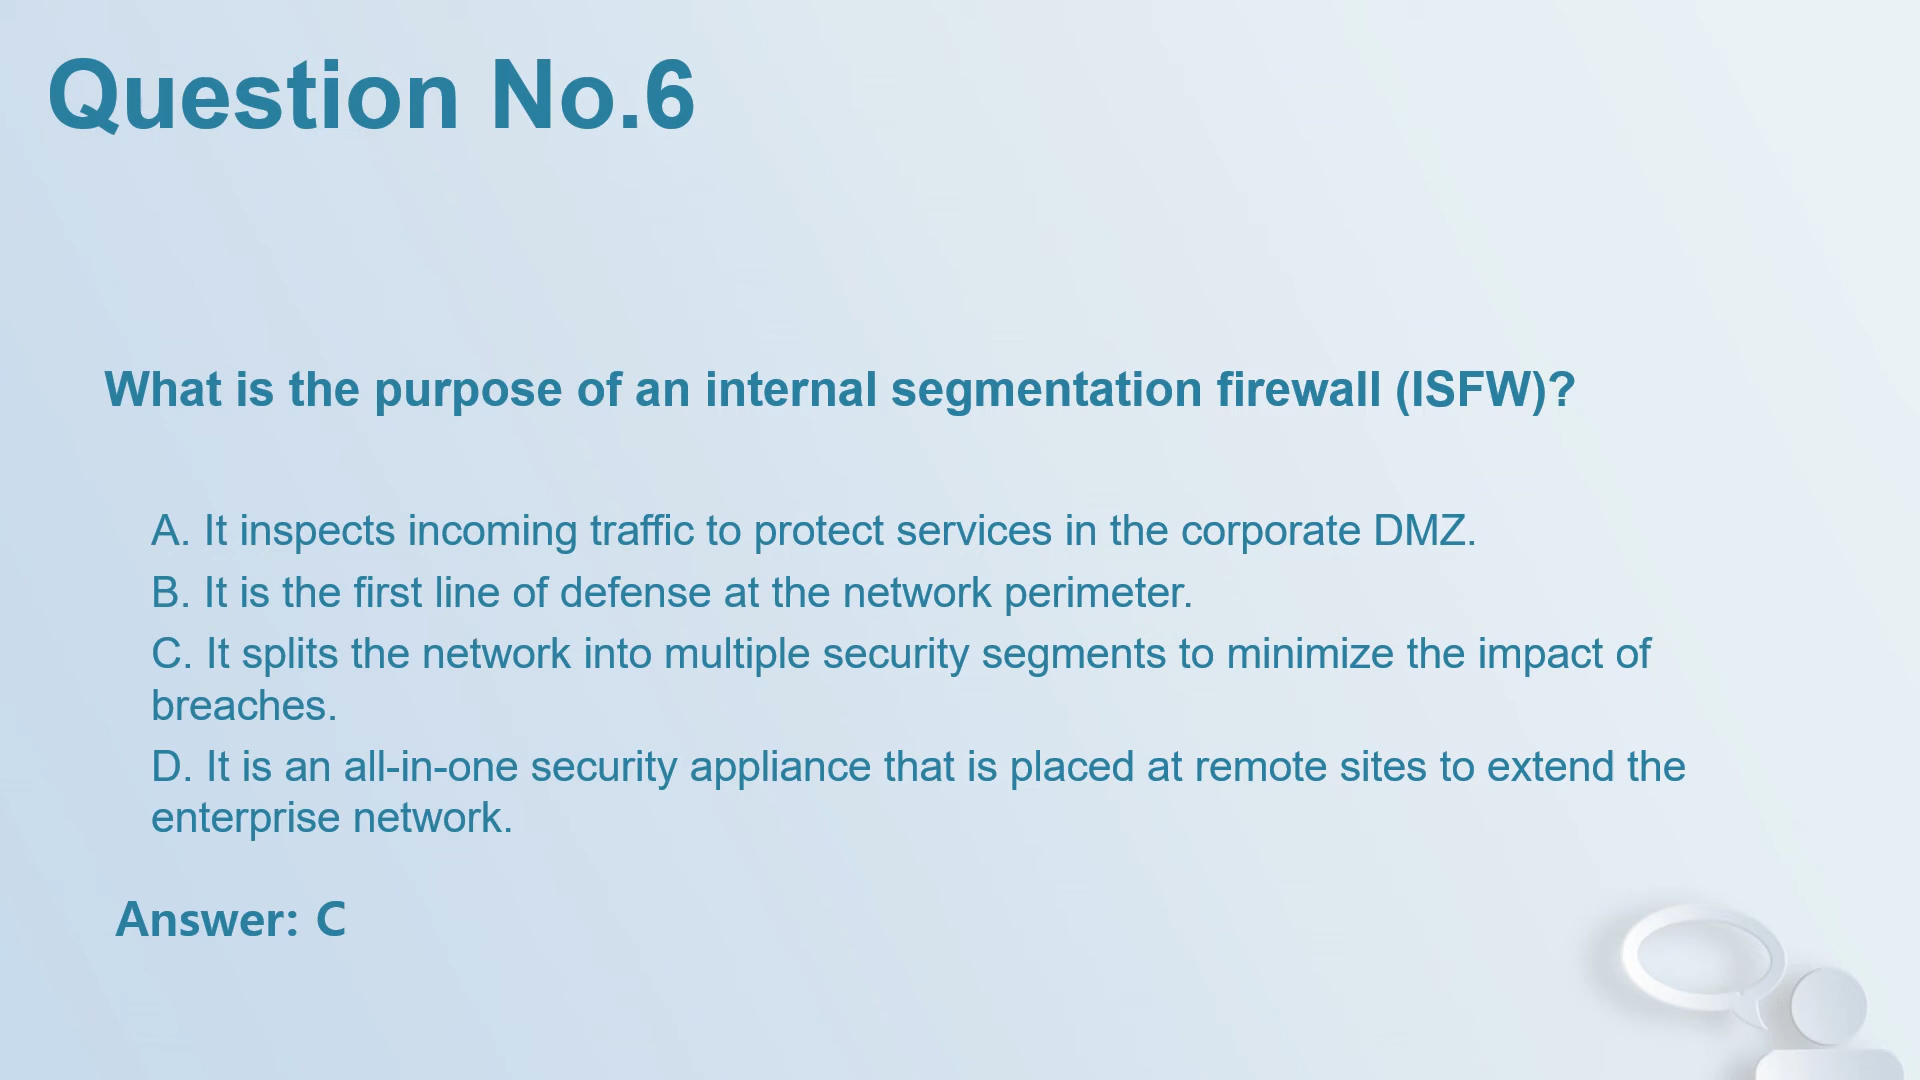 Question No.6
What is the purpose of an internal segmentation firewall (ISFW)?
A. It inspects incoming traffic to protect services in the corporate DMZ.
B. It is the first line of defense at the network perimeter.
C. It splits the network into multiple security segments to minimize the impact of
breaches.
D. It is an all-in-one security appliance that is placed at remote sites to extend the
enterprise network.
Answer: C